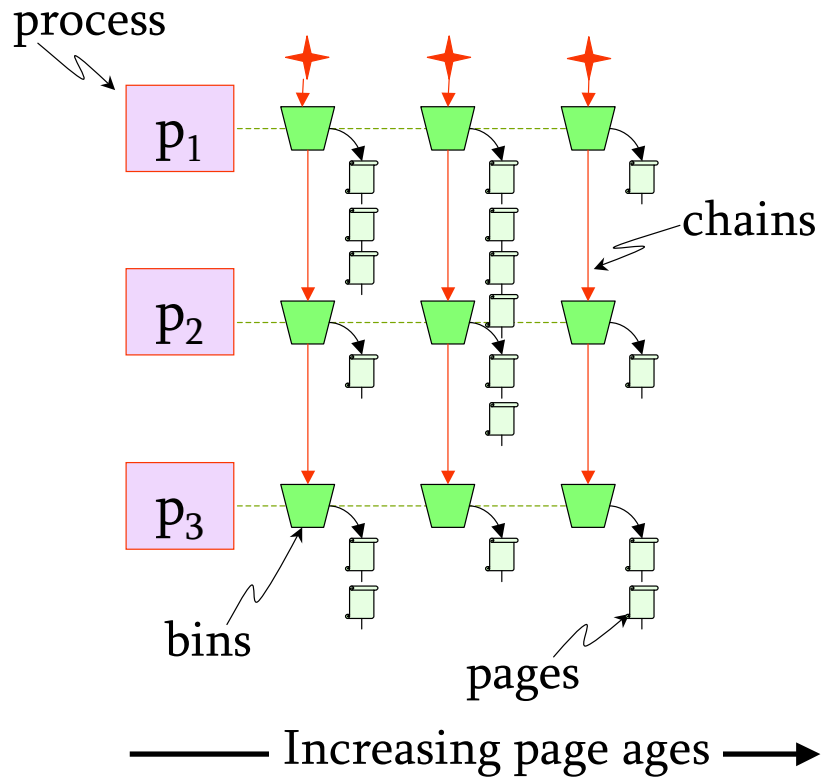 process
p₁
chains
p₂
p₃
bins
pages
Increasing page ages